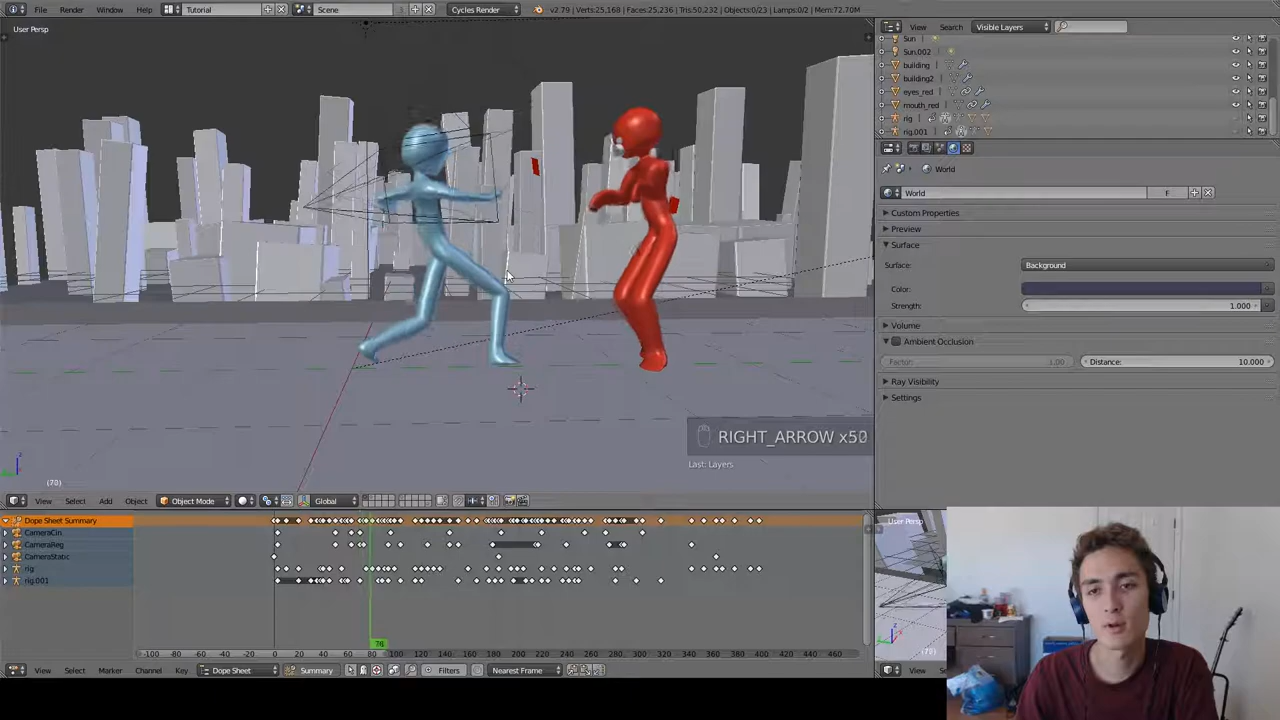 File Render Window Help Tutorial Scene Cycles Render v2.79 | Verts:25,168 | Faces:25,236 | Tris:50,232 | Objects:0/23 | Lamps:0/2 | Mem:72.70M
User Persp
View Search Visible Layers
Sun
Sun.002
building
building2
eyes_red
mouth_red
rig
rig.001
World
World F
Custom Properties
Preview
Surface
Surface: Background
Color:
Strength: 1.000
Volume
Ambient Occlusion
Factor: 1.00 Distance: 10.000
Ray Visibility
Settings
RIGHT_ARROW x50
Last: Layers
(70)
View Select Add Object Object Mode Global
Dope Sheet Summary
CameraCin
CameraReg
CameraStatic
rig
rig.001
76
-100 -80 -60 -40 -20 0 20 40 60 80 100 120 140 160 180 200 220 240 260 280 300 320 340 360 380 400 420 440 460
View Select Marker Channel Key Dope Sheet Summary Filters Nearest Frame
User Persp
(70)